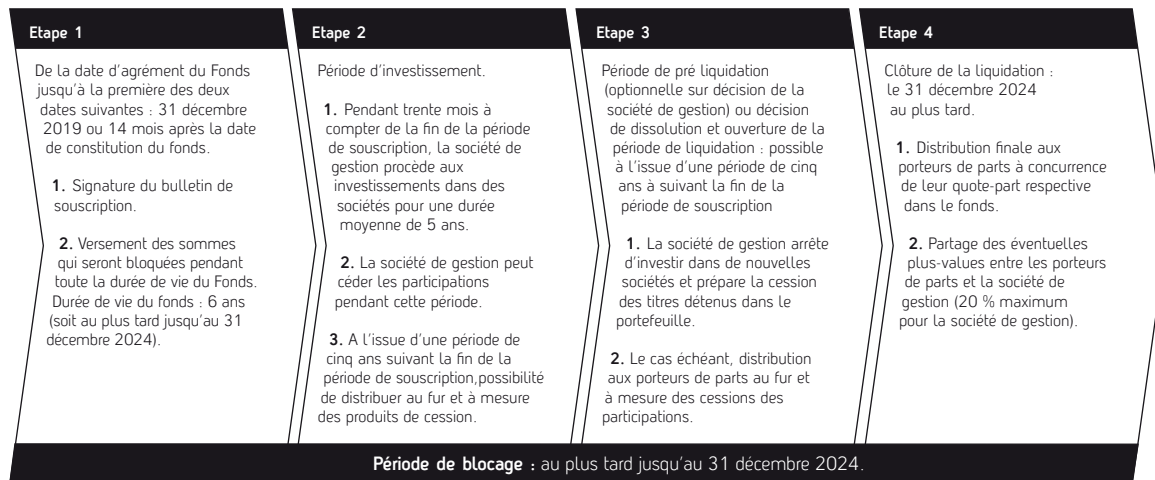 Etape 1
De la date d'agrément du Fonds
jusqu'à la première des deux
dates suivantes : 31 décembre
2019 ou 14 mois après la date
de constitution du fonds.
1. Signature du bulletin de
souscription.
2. Versement des sommes
qui seront bloquées pendant
toute la durée de vie du Fonds.
Durée de vie du fonds : 6 ans
(soit au plus tard jusqu'au 31
décembre 2024).
Etape 2
Période d'investissement.
1. Pendant trente mois à
compter de la fin de la période
de souscription, la société de
gestion procède aux
investissements dans des
sociétés pour une durée
moyenne de 5 ans.
2. La société de gestion peut
céder les participations
pendant cette période.
3. A l'issue d'une période de
cinq ans suivant la fin de la
période de souscription,possibilité
de distribuer au fur et à mesure
des produits de cession.
Etape 3
Période de pré liquidation
(optionnelle sur décision de la
société de gestion) ou décision
de dissolution et ouverture de la
période de liquidation : possible
à l'issue d'une période de cinq
ans à suivant la fin de la
période de souscription
1. La société de gestion arrête
d'investir dans de nouvelles
sociétés et prépare la cession
des titres détenus dans le
portefeuille.
2. Le cas échéant, distribution
aux porteurs de parts au fur et
à mesure des cessions des
participations.
Etape 4
Clôture de la liquidation :
le 31 décembre 2024
au plus tard.
1. Distribution finale aux
porteurs de parts à concurrence
de leur quote-part respective
dans le fonds.
2. Partage des éventuelles
plus-values entre les porteurs
de parts et la société de
gestion (20 % maximum
pour la société de gestion).
Période de blocage : au plus tard jusqu'au 31 décembre 2024.